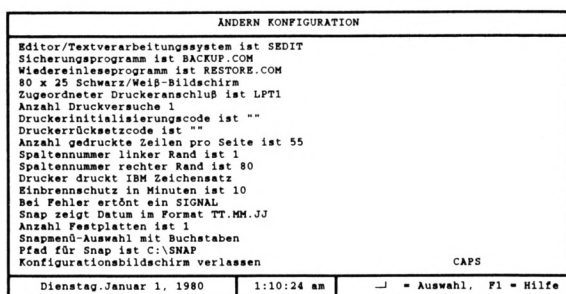 ÄNDERN KONFIGURATION
Editor/Textverarbeitungssystem ist SEDIT
Sicherungsprogramm ist BACKUP.COM
Wiedereinleseprogramm ist RESTORE.COM
80 x 25 Schwarz/Weiß-Bildschirm
Zugeordneter Druckeranschluß ist LPT1
Anzahl Druckversuche 1
Druckerinitialisierungscode ist ""
Druckerrücksetzcode ist ""
Anzahl gedruckte Zeilen pro Seite ist 55
Spaltennummer linker Rand ist 1
Spaltennummer rechter Rand ist 80
Drucker druckt IBM Zeichensatz
Einbrennschutz in Minuten ist 10
Bei Fehler ertönt ein SIGNAL
Snap zeigt Datum im Format TT.MM.JJ
Anzahl Festplatten ist 1
Snapmenü-Auswahl mit Buchstaben
Pfad für Snap ist C:\SNAP
Konfigurationsbildschirm verlassen CAPS
Dienstag.Januar 1, 1980 1:10:24 am ─┘ = Auswahl, F1 = Hilfe